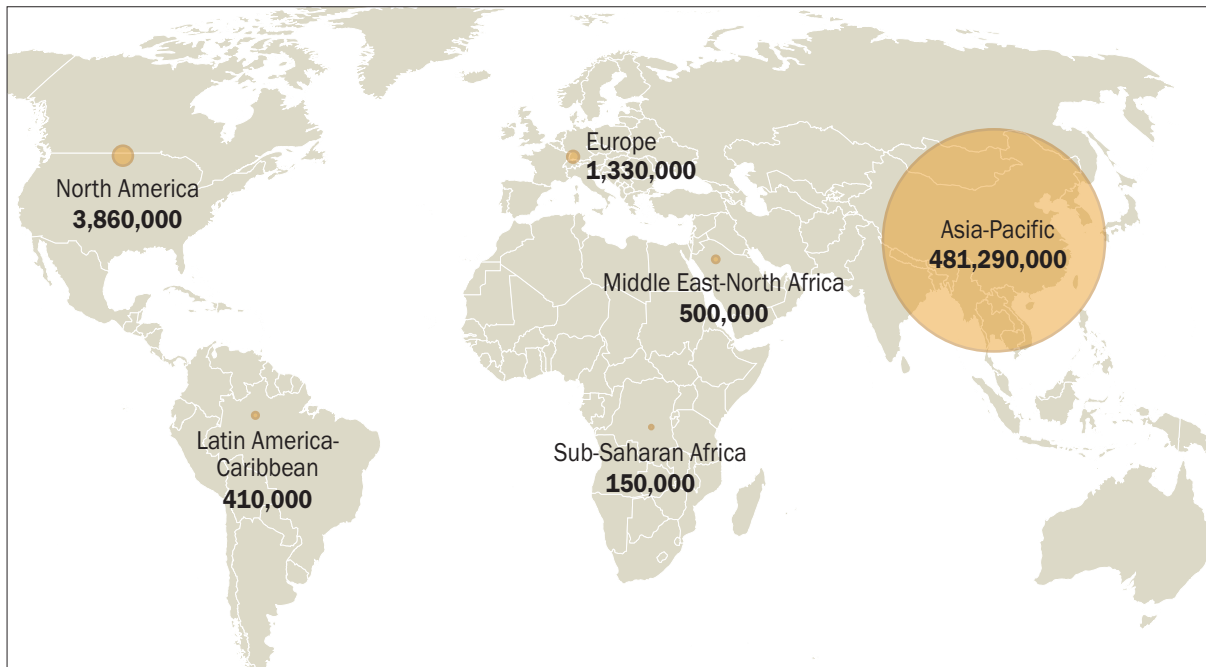 North America
3,860,000
Europe
1,330,000
Asia-Pacific
481,290,000
Middle East-North Africa
500,000
Latin America-
Caribbean
410,000
Sub-Saharan Africa
150,000